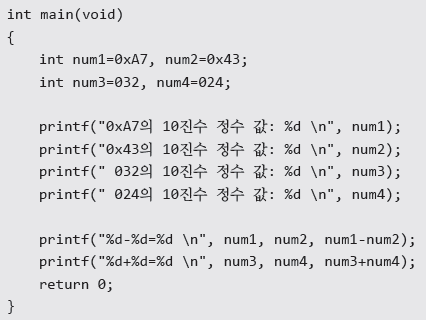 int main(void)
{
    int num1=0xA7, num2=0x43;
    int num3=032, num4=024;

    printf("0xA7의 10진수 정수 값: %d \n", num1);
    printf("0x43의 10진수 정수 값: %d \n", num2);
    printf(" 032의 10진수 정수 값: %d \n", num3);
    printf(" 024의 10진수 정수 값: %d \n", num4);

    printf("%d-%d=%d \n", num1, num2, num1-num2);
    printf("%d+%d=%d \n", num3, num4, num3+num4);
    return 0;
}